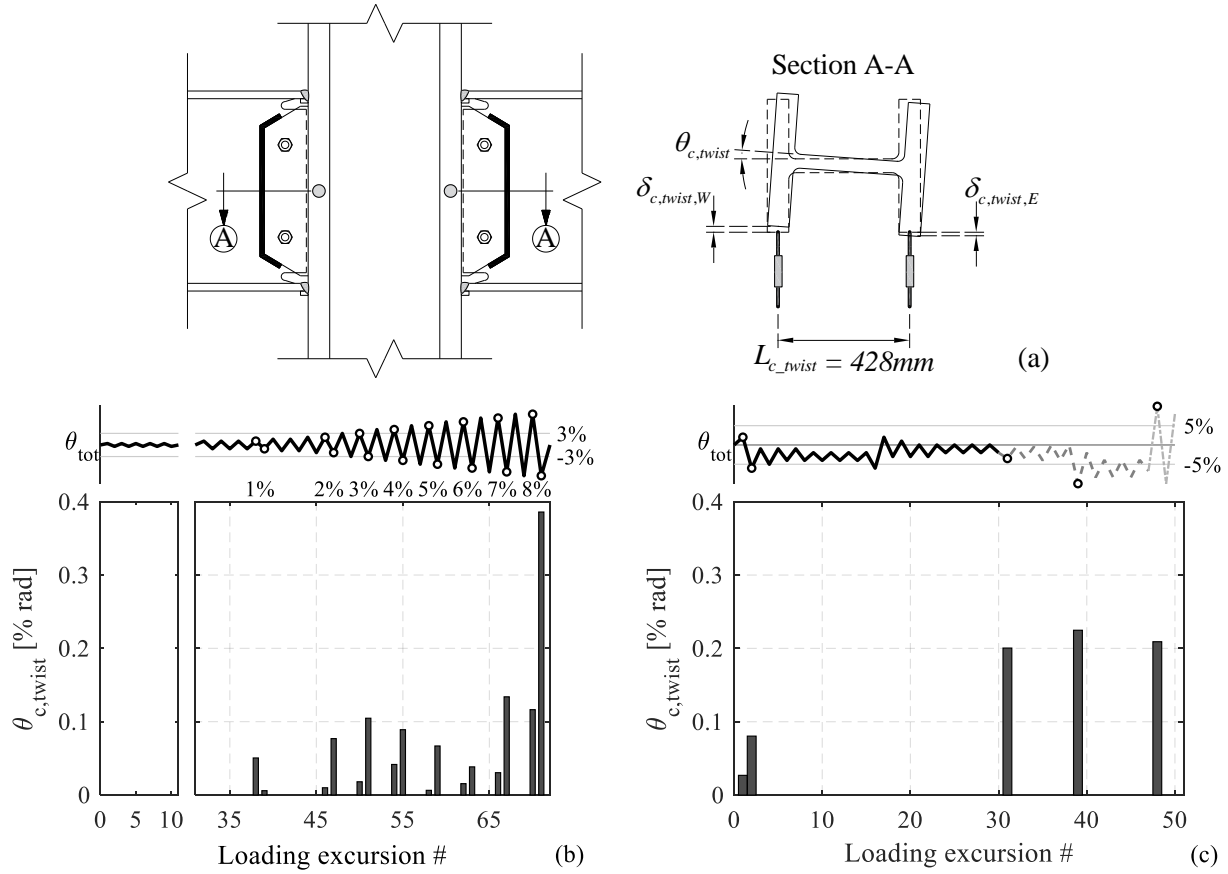 Section A-A
θc,twist
δc,twist,W
δc,twist,E
A
A
Lc_twist = 428mm
(a)
θtot
3%
-3%
1%
2%
3%
4%
5%
6%
7%
8%
0.4
0.3
0.2
0.1
0
θc,twist [% rad]
0
5
10
35
45
55
65
Loading excursion #
(b)
θtot
5%
-5%
0.4
0.3
0.2
0.1
0
θc,twist [% rad]
0
10
20
30
40
50
Loading excursion #
(c)